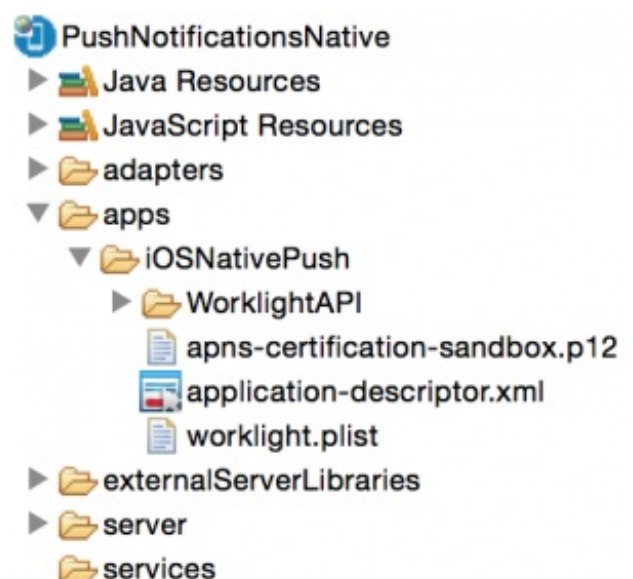 PushNotificationsNative
Java Resources
JavaScript Resources
adapters
apps
iOSNativePush
WorklightAPI
apns-certification-sandbox.p12
application-descriptor.xml
worklight.plist
externalServerLibraries
server
services